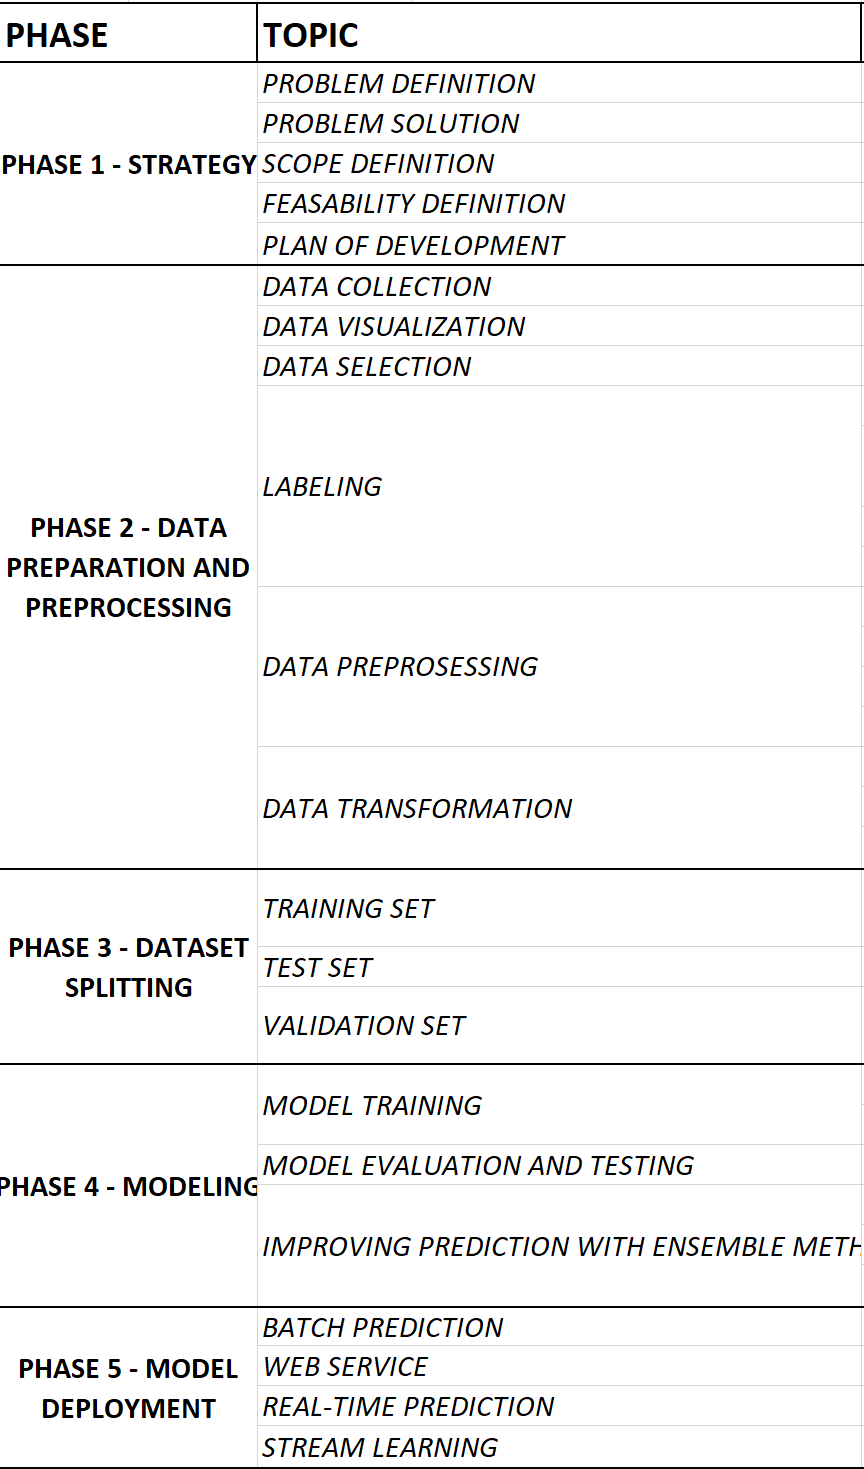 PHASE TOPIC
PHASE 1 - STRATEGY
PROBLEM DEFINITION
PROBLEM SOLUTION
SCOPE DEFINITION
FEASABILITY DEFINITION
PLAN OF DEVELOPMENT
PHASE 2 - DATA
PREPARATION AND
PREPROCESSING
DATA COLLECTION
DATA VISUALIZATION
DATA SELECTION
LABELING
DATA PREPROSESSING
DATA TRANSFORMATION
PHASE 3 - DATASET
SPLITTING
TRAINING SET
TEST SET
VALIDATION SET
PHASE 4 - MODELING
MODEL TRAINING
MODEL EVALUATION AND TESTING
IMPROVING PREDICTION WITH ENSEMBLE METH
PHASE 5 - MODEL
DEPLOYMENT
BATCH PREDICTION
WEB SERVICE
REAL-TIME PREDICTION
STREAM LEARNING